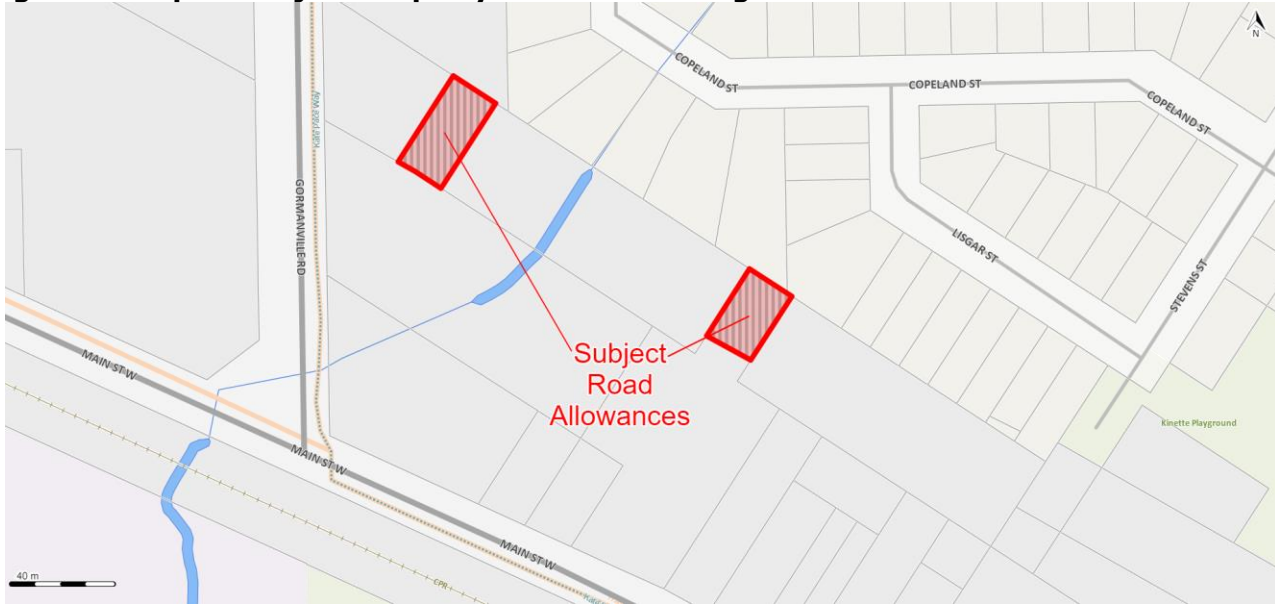 N
COPELAND ST
COPELAND ST
COPELAND ST
GORMANVILLE RD
LISGAR ST
STEVENS ST
Subject
Road
Allowances
MAIN ST W
Kinette Playground
MAIN ST W
MAIN ST W
40 m
CPR